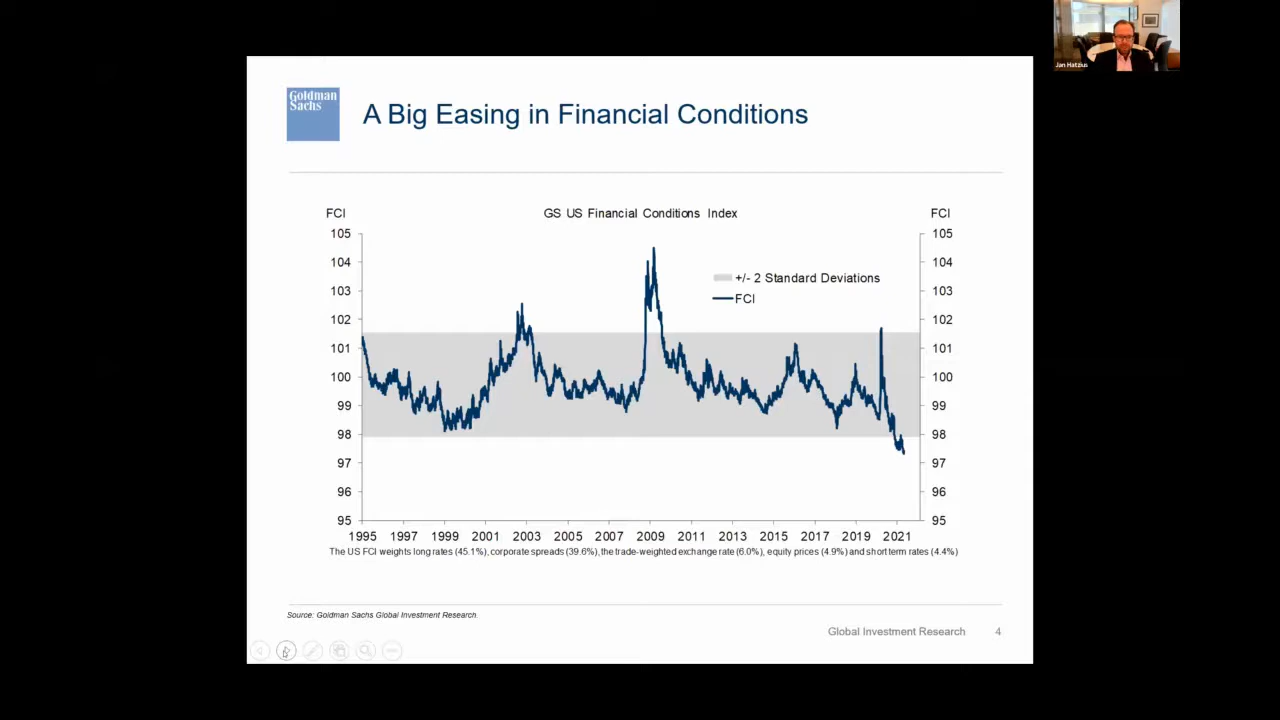 Jan Hatzius
Goldman
Sachs
A Big Easing in Financial Conditions
FCI
GS US Financial Conditions Index
FCI
105
104
103
102
101
100
99
98
97
96
95
+/- 2 Standard Deviations
FCI
105
104
103
102
101
100
99
98
97
96
95
1995 1997 1999 2001 2003 2005 2007 2009 2011 2013 2015 2017 2019 2021
The US FCI weights long rates (45.1%), corporate spreads (39.6%), the trade-weighted exchange rate (6.0%), equity prices (4.9%) and short term rates (4.4%)
Source: Goldman Sachs Global Investment Research.
Global Investment Research 4